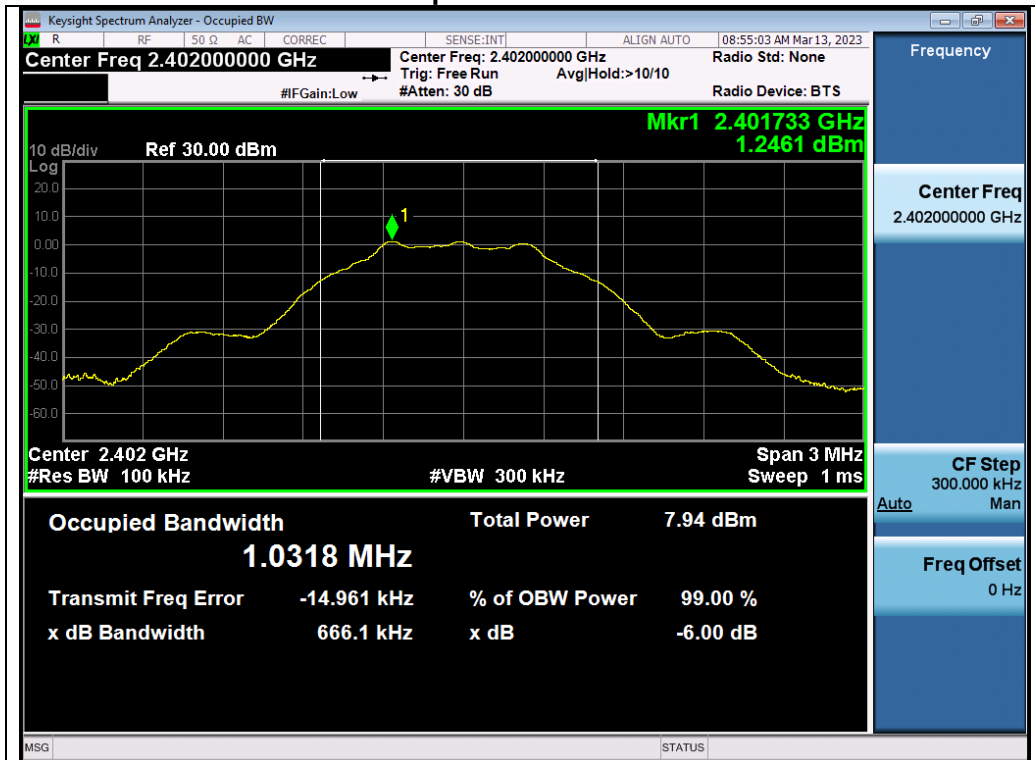 Keysight Spectrum Analyzer - Occupied BW
LXI R RF 50 Ω AC CORREC SENSE:INT ALIGN AUTO 08:55:03 AM Mar 13, 2023
Center Freq 2.402000000 GHz
Center Freq: 2.402000000 GHz Radio Std: None
Trig: Free Run Avg|Hold:>10/10
#IFGain:Low #Atten: 30 dB Radio Device: BTS
Mkr1 2.401733 GHz
1.2461 dBm
10 dB/div Ref 30.00 dBm
Log
20.0
10.0
1
0.00
-10.0
-20.0
-30.0
-40.0
-50.0
-60.0
Center 2.402 GHz Span 3 MHz
#Res BW 100 kHz #VBW 300 kHz Sweep 1 ms
Occupied Bandwidth Total Power 7.94 dBm
1.0318 MHz
Transmit Freq Error -14.961 kHz % of OBW Power 99.00 %
x dB Bandwidth 666.1 kHz x dB -6.00 dB
MSG STATUS
Frequency
Center Freq
2.402000000 GHz
CF Step
300.000 kHz
Auto Man
Freq Offset
0 Hz